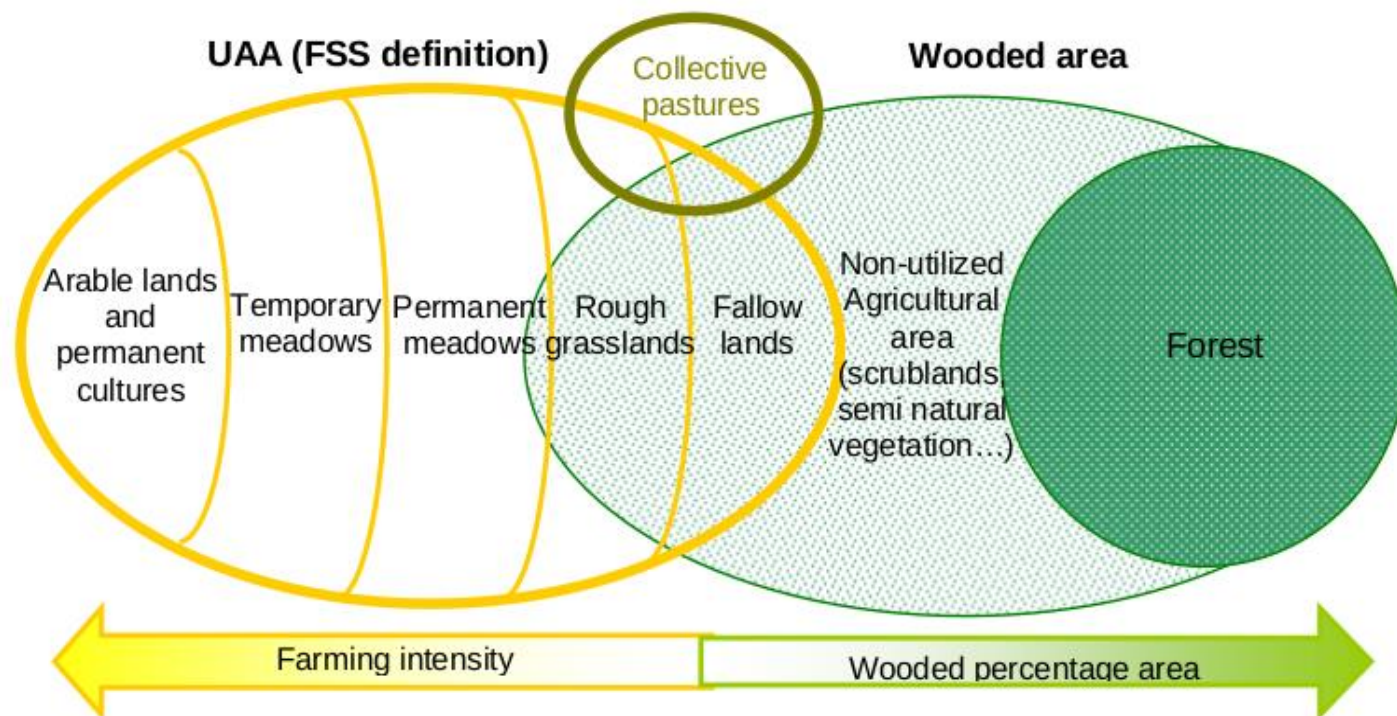 UAA (FSS definition)
Collective
pastures
Wooded area
Arable lands
and
permanent
cultures
Temporary
meadows
Permanent
meadows
Rough
grasslands
Fallow
lands
Non-utilized
Agricultural
area
(scrublands,
semi natural
vegetation…)
Forest
Farming intensity
Wooded percentage area